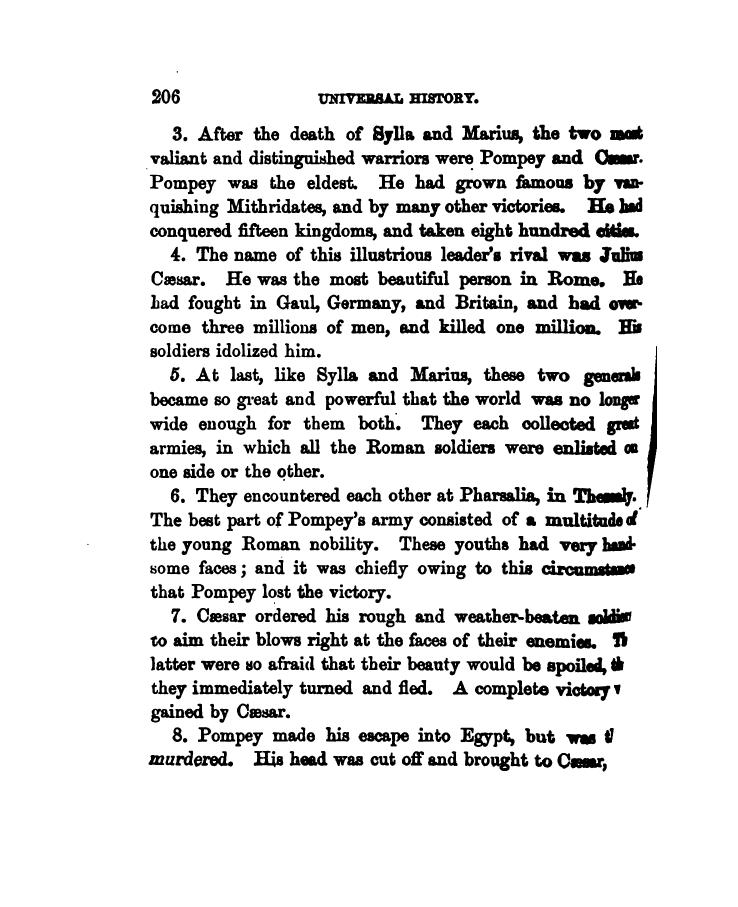 206 UNIVERSAL HISTORY.
3. After the death of Sylla and Marius, the two most
valiant and distinguished warriors were Pompey and Cæsar.
Pompey was the eldest. He had grown famous by van-
quishing Mithridates, and by many other victories. He had
conquered fifteen kingdoms, and taken eight hundred cities.
4. The name of this illustrious leader's rival was Julius
Cæsar. He was the most beautiful person in Rome. He
had fought in Gaul, Germany, and Britain, and had over-
come three millions of men, and killed one million. His
soldiers idolized him.
5. At last, like Sylla and Marius, these two generals
became so great and powerful that the world was no longer
wide enough for them both. They each collected great
armies, in which all the Roman soldiers were enlisted on
one side or the other.
6. They encountered each other at Pharsalia, in Thessaly.
The best part of Pompey's army consisted of a multitude of
the young Roman nobility. These youths had very hand-
some faces; and it was chiefly owing to this circumstance
that Pompey lost the victory.
7. Cæsar ordered his rough and weather-beaten soldiers
to aim their blows right at the faces of their enemies.
latter were so afraid that their beauty would be spoiled,
they immediately turned and fled. A complete victory
gained by Cæsar.
8. Pompey made his escape into Egypt, but was
murdered. His head was cut off and brought to Cæsar,